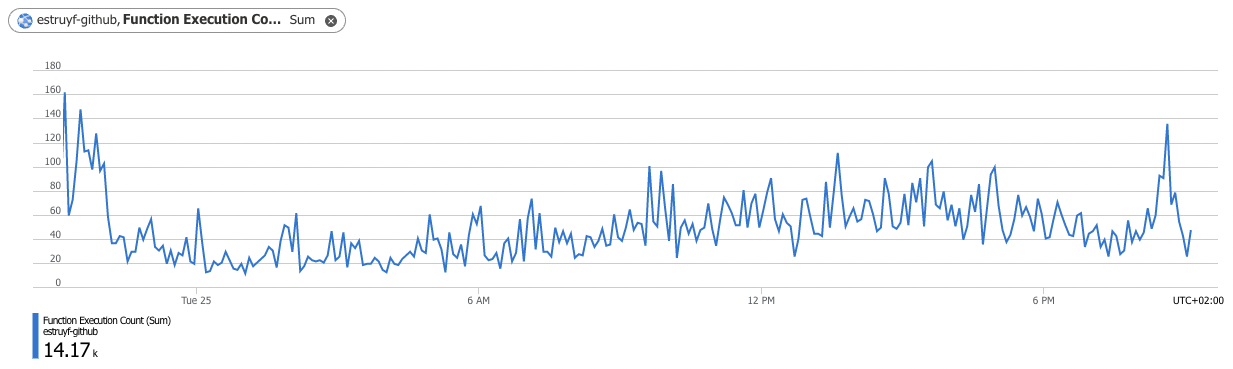 estruyf-github, Function Execution Co... Sum
180
160
140
120
100
80
60
40
20
0
Tue 25 6 AM 12 PM 6 PM UTC+02:00
Function Execution Count (Sum)
estruyf-github
14.17 k